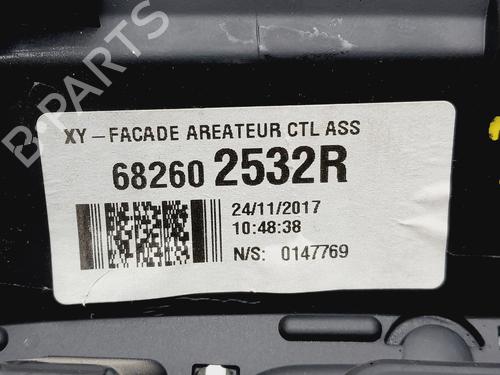 B-PARTS
XY-FACADE AREATEUR CTL ASS
68260 2532R
24/11/2017
10:48:38
N/S: 0147769